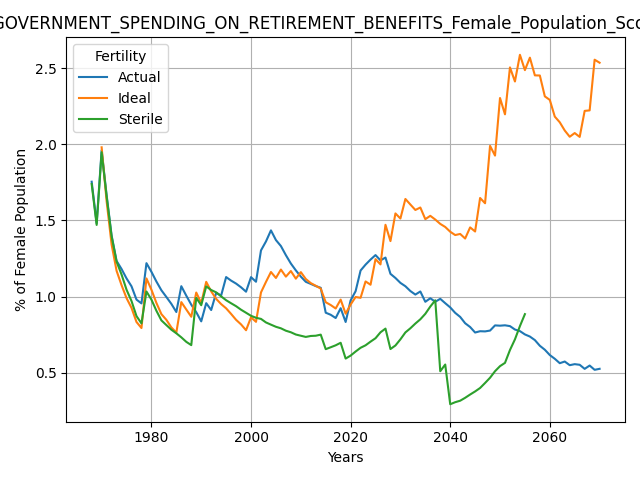 GOVERNMENT_SPENDING_ON_RETIREMENT_BENEFITS_Female_Population_Sco
Fertility
Actual
Ideal
Sterile
2.5
2.0
1.5
1.0
0.5
% of Female Population
1980 2000 2020 2040 2060
Years